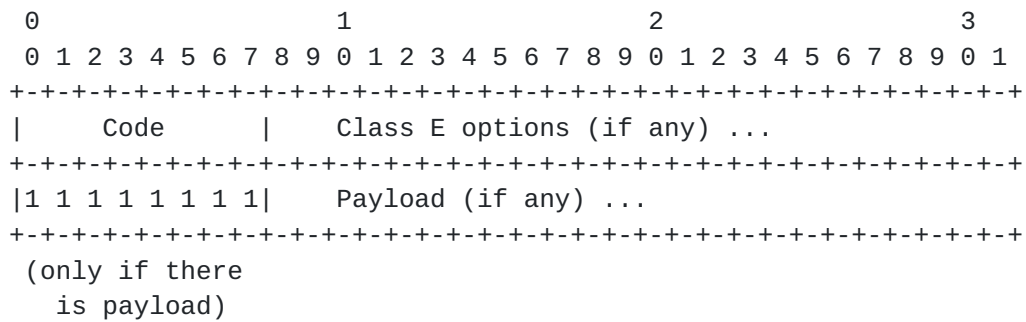 0                   1                   2                   3
 0 1 2 3 4 5 6 7 8 9 0 1 2 3 4 5 6 7 8 9 0 1 2 3 4 5 6 7 8 9 0 1
+-+-+-+-+-+-+-+-+-+-+-+-+-+-+-+-+-+-+-+-+-+-+-+-+-+-+-+-+-+-+-+-+
|     Code      |    Class E options (if any) ...
+-+-+-+-+-+-+-+-+-+-+-+-+-+-+-+-+-+-+-+-+-+-+-+-+-+-+-+-+-+-+-+-+
|1 1 1 1 1 1 1 1|    Payload (if any) ...
+-+-+-+-+-+-+-+-+-+-+-+-+-+-+-+-+-+-+-+-+-+-+-+-+-+-+-+-+-+-+-+-+
 (only if there
   is payload)